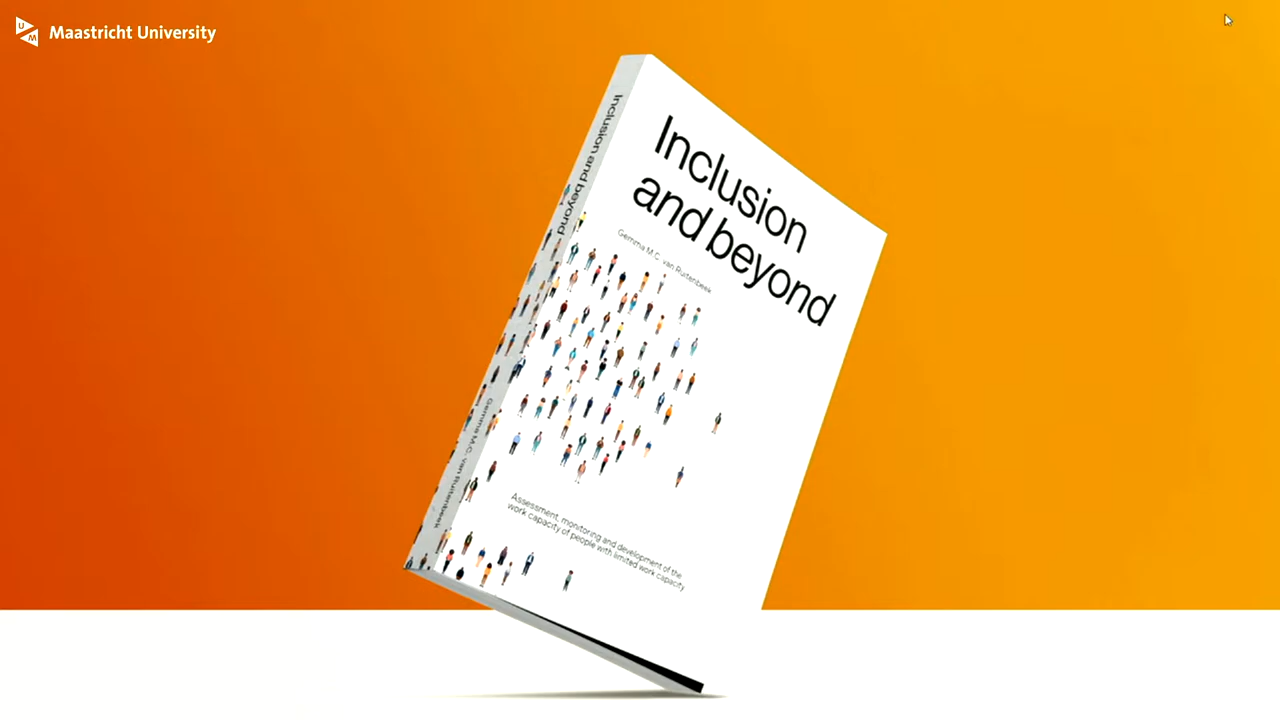 UM
Maastricht University
Inclusion
and beyond
Gemma M.C. van Ruitenbeek
Assessment, monitoring and development of the
work capacity of people with limited work capacity
Inclusion and beyond
Gemma M.C. van Ruitenbeek